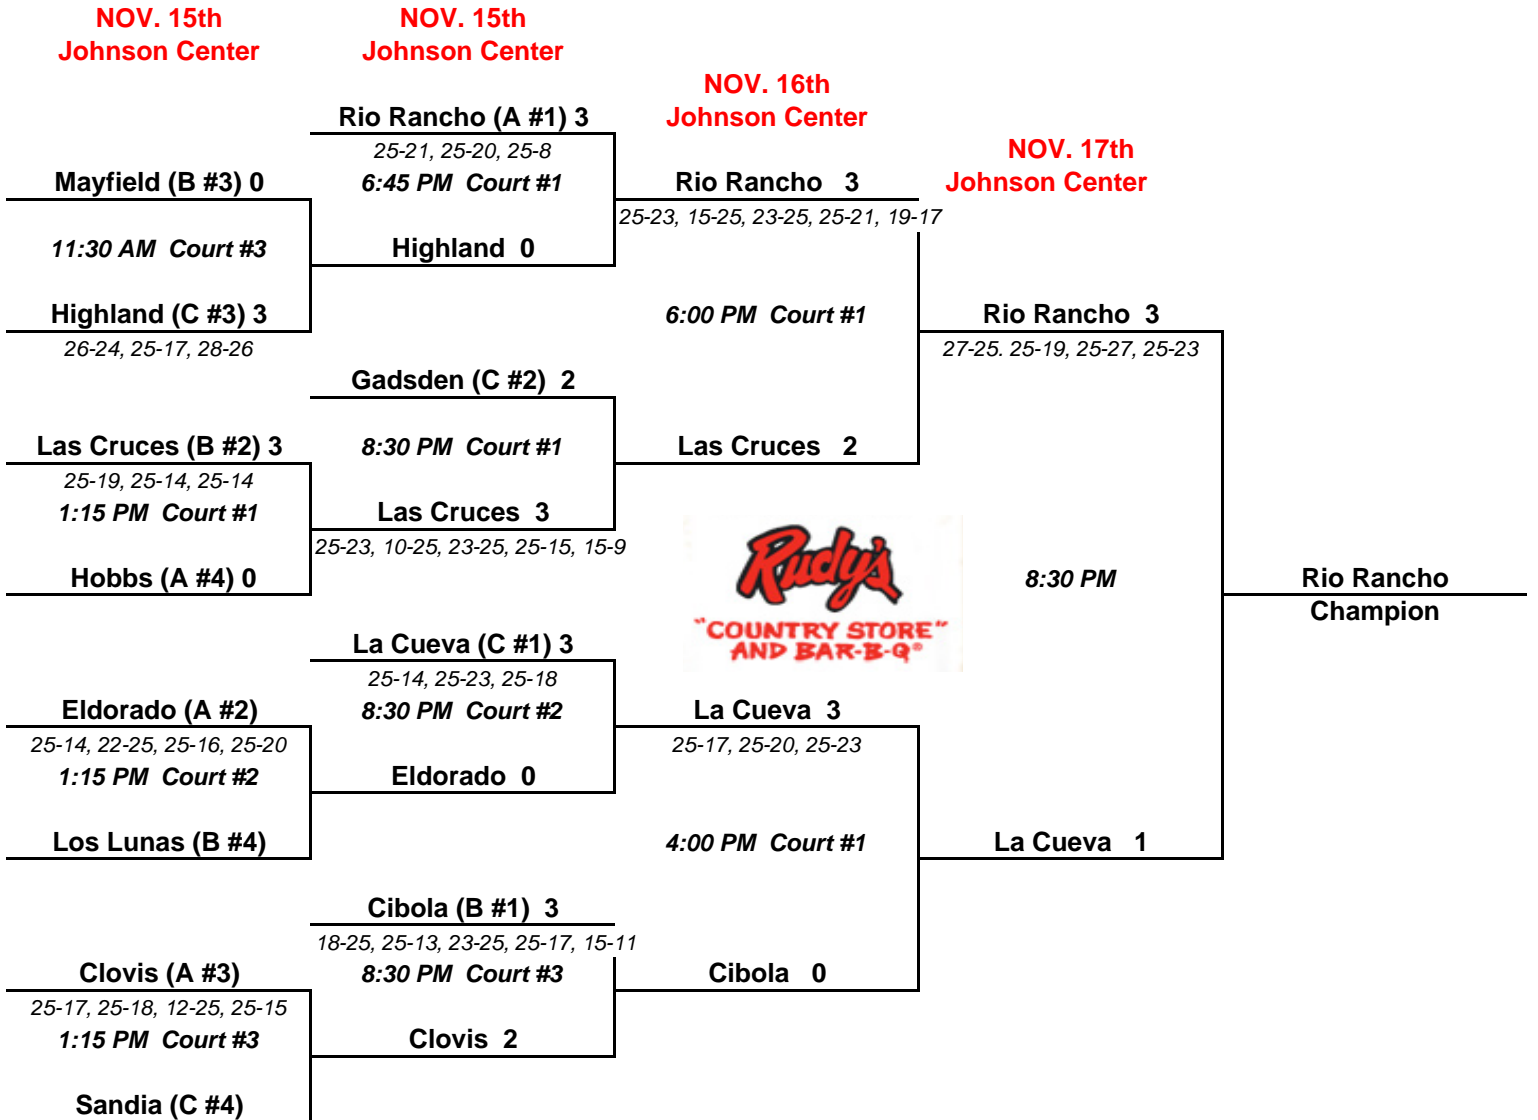 NOV. 15th
Johnson Center
Mayfield (B #3) 0
11:30 AM  Court #3
Highland (C #3) 3
26-24, 25-17, 28-26
Las Cruces (B #2) 3
25-19, 25-14, 25-14
1:15 PM  Court #1
Hobbs (A #4) 0
Eldorado (A #2)
25-14, 22-25, 25-16, 25-20
1:15 PM  Court #2
Los Lunas (B #4)
Clovis (A #3)
25-17, 25-18, 12-25, 25-15
1:15 PM  Court #3
Sandia (C #4)
NOV. 15th
Johnson Center
Rio Rancho (A #1) 3
25-21, 25-20, 25-8
6:45 PM  Court #1
Highland  0
Gadsden (C #2)  2
8:30 PM  Court #1
Las Cruces  3
25-23, 10-25, 23-25, 25-15, 15-9
La Cueva (C #1) 3
25-14, 25-23, 25-18
8:30 PM  Court #2
Eldorado  0
Cibola (B #1)  3
18-25, 25-13, 23-25, 25-17, 15-11
8:30 PM  Court #3
Clovis  2
NOV. 16th
Johnson Center
Rio Rancho   3
25-23, 15-25, 23-25, 25-21, 19-17
6:00 PM  Court #1
Las Cruces   2
Rudy's
"COUNTRY STORE"
AND BAR-B-Q®
La Cueva  3
25-17, 25-20, 25-23
4:00 PM  Court #1
Cibola   0
NOV. 17th
Johnson Center
Rio Rancho  3
27-25. 25-19, 25-27, 25-23
8:30 PM
La Cueva   1
Rio Rancho
Champion